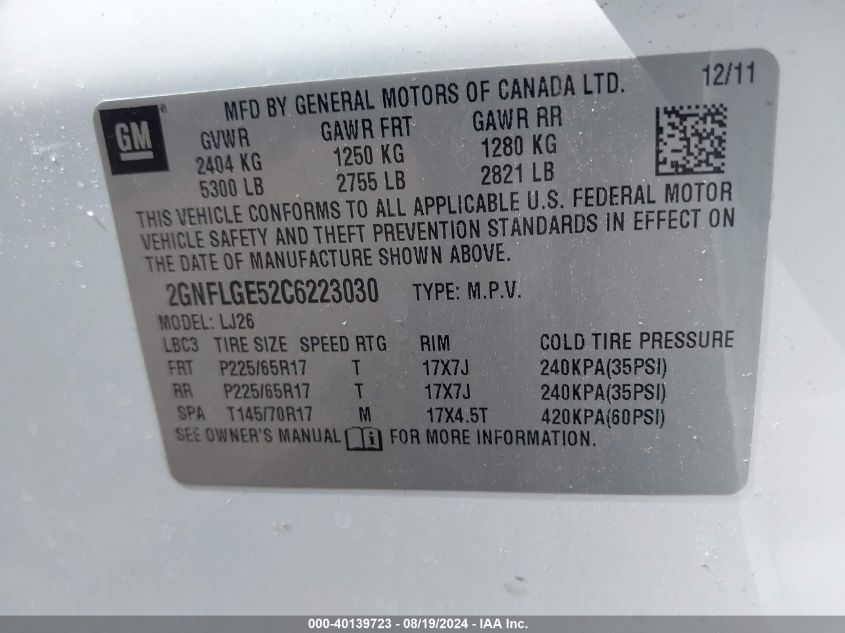 MFD BY GENERAL MOTORS OF CANADA LTD. 12/11
GM ®
GVWR GAWR FRT GAWR RR
2404 KG 1250 KG 1280 KG
5300 LB 2755 LB 2821 LB
THIS VEHICLE CONFORMS TO ALL APPLICABLE U.S. FEDERAL MOTOR
VEHICLE SAFETY AND THEFT PREVENTION STANDARDS IN EFFECT ON
THE DATE OF MANUFACTURE SHOWN ABOVE.
2GNFLGE52C6223030 TYPE: M.P.V.
MODEL: LJ26
LBC3 TIRE SIZE SPEED RTG RIM COLD TIRE PRESSURE
FRT P225/65R17 T 17X7J 240KPA(35PSI)
RR P225/65R17 T 17X7J 240KPA(35PSI)
SPA T145/70R17 M 17X4.5T 420KPA(60PSI)
SEE OWNER'S MANUAL i FOR MORE INFORMATION.
000-40139723 - 08/19/2024 - IAA Inc.